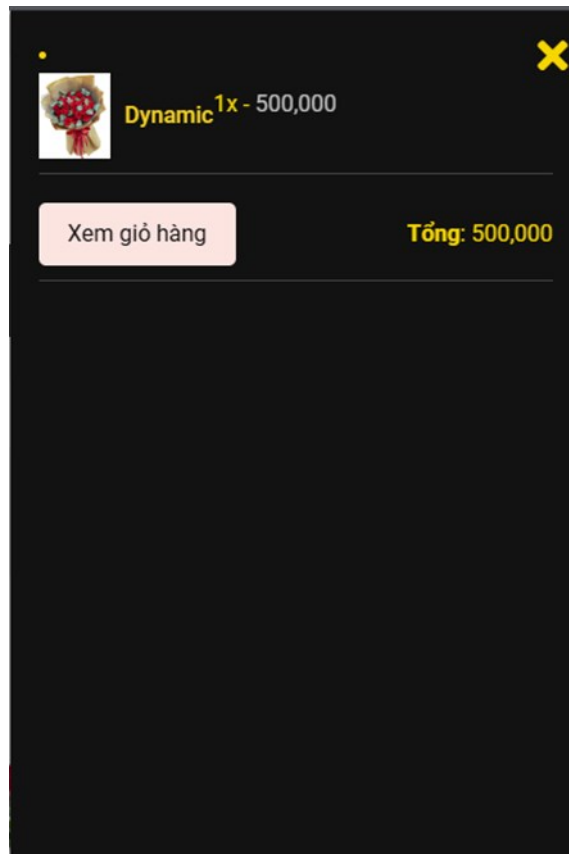 Dynamic 1x - 500,000
Xem giỏ hàng
Tổng: 500,000